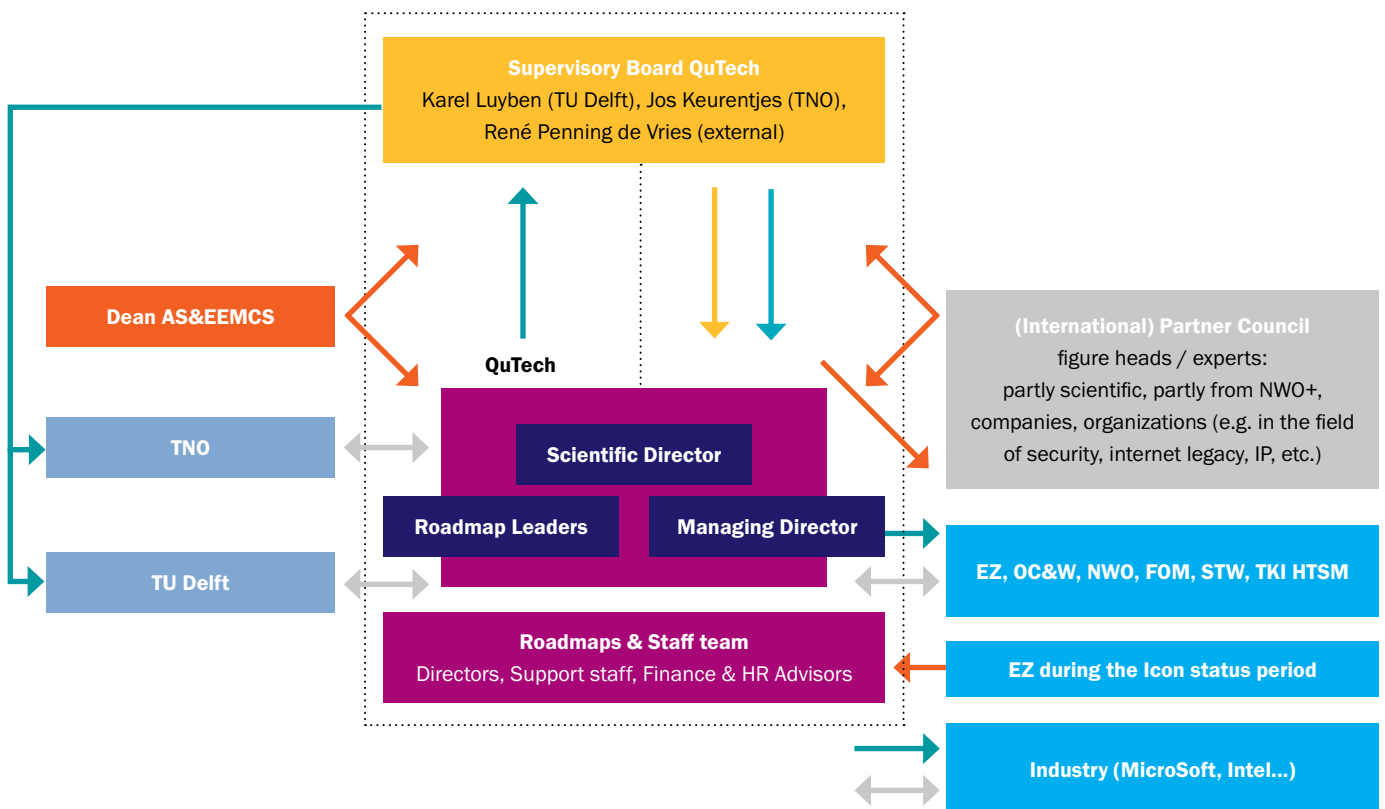 Supervisory Board QuTech
Karel Luyben (TU Delft), Jos Keurentjes (TNO),
René Penning de Vries (external)
Dean AS&EEMCS
(International) Partner Council
figure heads / experts:
partly scientific, partly from NWO+,
companies, organizations (e.g. in the field
of security, internet legacy, IP, etc.)
QuTech
TNO
Scientific Director
Roadmap Leaders
Managing Director
TU Delft
EZ, OC&W, NWO, FOM, STW, TKI HTSM
Roadmaps & Staff team
Directors, Support staff, Finance & HR Advisors
EZ during the Icon status period
Industry (MicroSoft, Intel...)